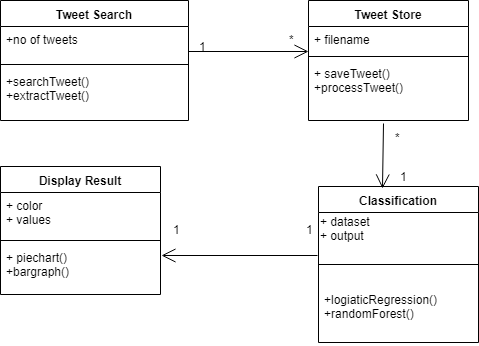 Tweet Search
+no of tweets
+searchTweet()
+extractTweet()
1
*
Tweet Store
+ filename
+ saveTweet()
+processTweet()
*
1
Display Result
+ color
+ values
+ piechart()
+bargraph()
1
1
Classification
+ dataset
+ output
+logiaticRegression()
+randomForest()